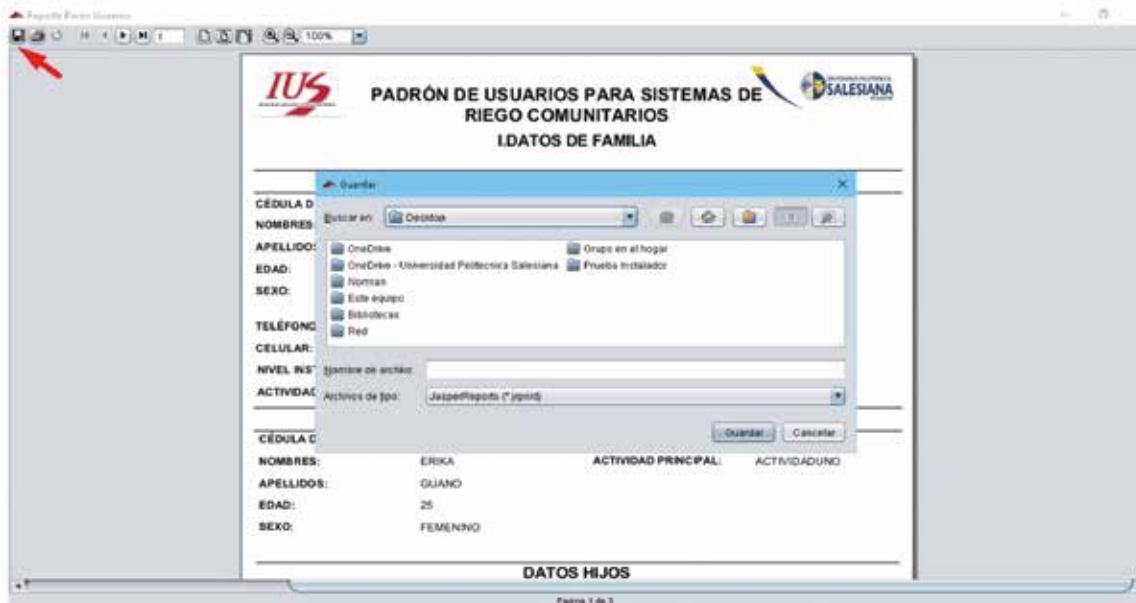 Reporte Padrón Usuarios
100%
IUS
SALESIANA
PADRÓN DE USUARIOS PARA SISTEMAS DE
RIEGO COMUNITARIOS
I.DATOS DE FAMILIA
Guardar
CÉDULA D
NOMBRES
APELLIDOS
EDAD:
SEXO:
TELÉFONO
CELULAR:
NIVEL INST
ACTIVIDAD
Buscar en:
Desktop
OneDrive
Grupo en el hogar
OneDrive - Universidad Politecnica Salesiana
Prueba Instalador
Norman
Este equipo
Bibliotecas
Red
Nombre de archivo:
Archivos de tipo:
JasperReports (*.jrprint)
Guardar
Cancelar
CÉDULA D
NOMBRES:
ERIKA
ACTIVIDAD PRINCIPAL:
ACTIVIDADUNO
APELLIDOS:
GUANO
EDAD:
25
SEXO:
FEMENINO
DATOS HIJOS
Página 1 de 3